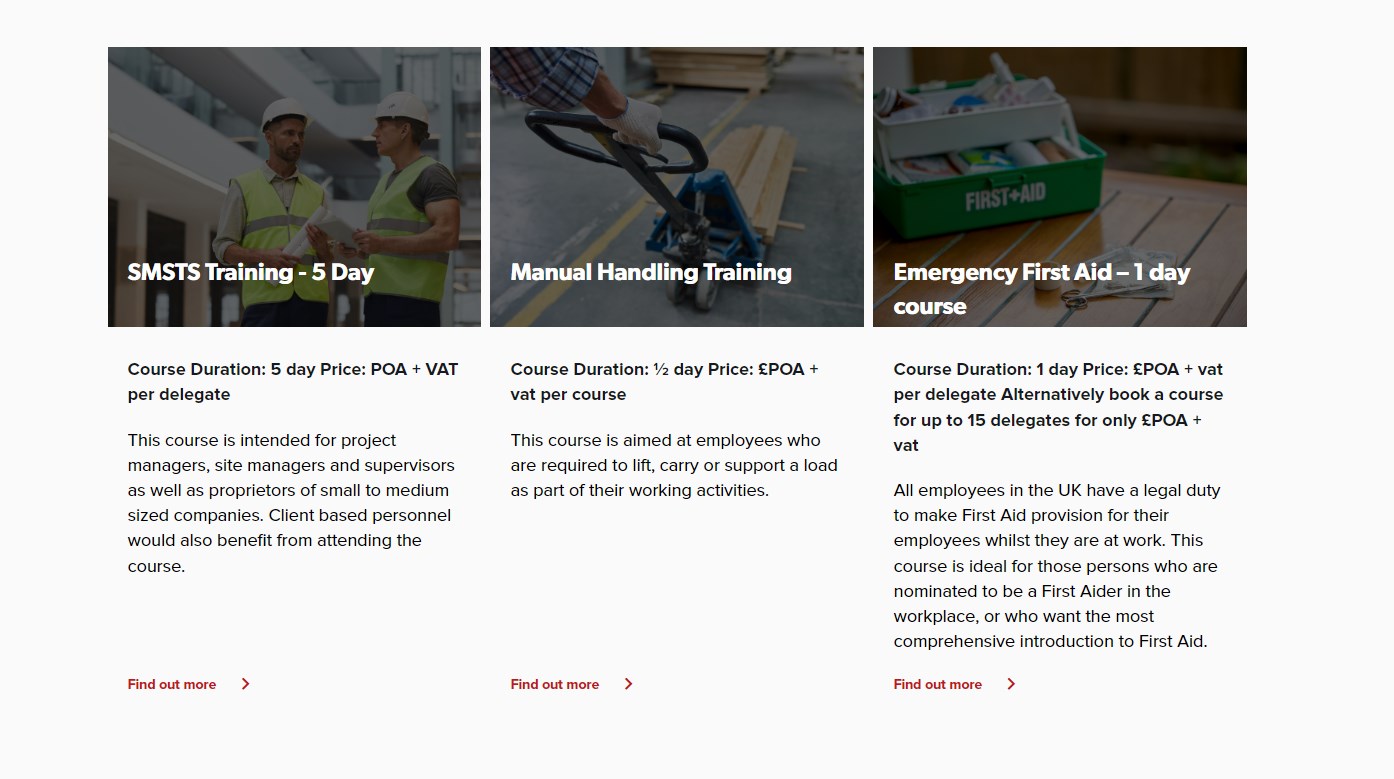 FIRST+AID
SMSTS Training - 5 Day
Course Duration: 5 day Price: POA + VAT
per delegate
This course is intended for project
managers, site managers and supervisors
as well as proprietors of small to medium
sized companies. Client based personnel
would also benefit from attending the
course.
Find out more
Manual Handling Training
Course Duration: ½ day Price: £POA +
vat per course
This course is aimed at employees who
are required to lift, carry or support a load
as part of their working activities.
Find out more
Emergency First Aid – 1 day
course
Course Duration: 1 day Price: £POA + vat
per delegate Alternatively book a course
for up to 15 delegates for only £POA +
vat
All employees in the UK have a legal duty
to make First Aid provision for their
employees whilst they are at work. This
course is ideal for those persons who are
nominated to be a First Aider in the
workplace, or who want the most
comprehensive introduction to First Aid.
Find out more